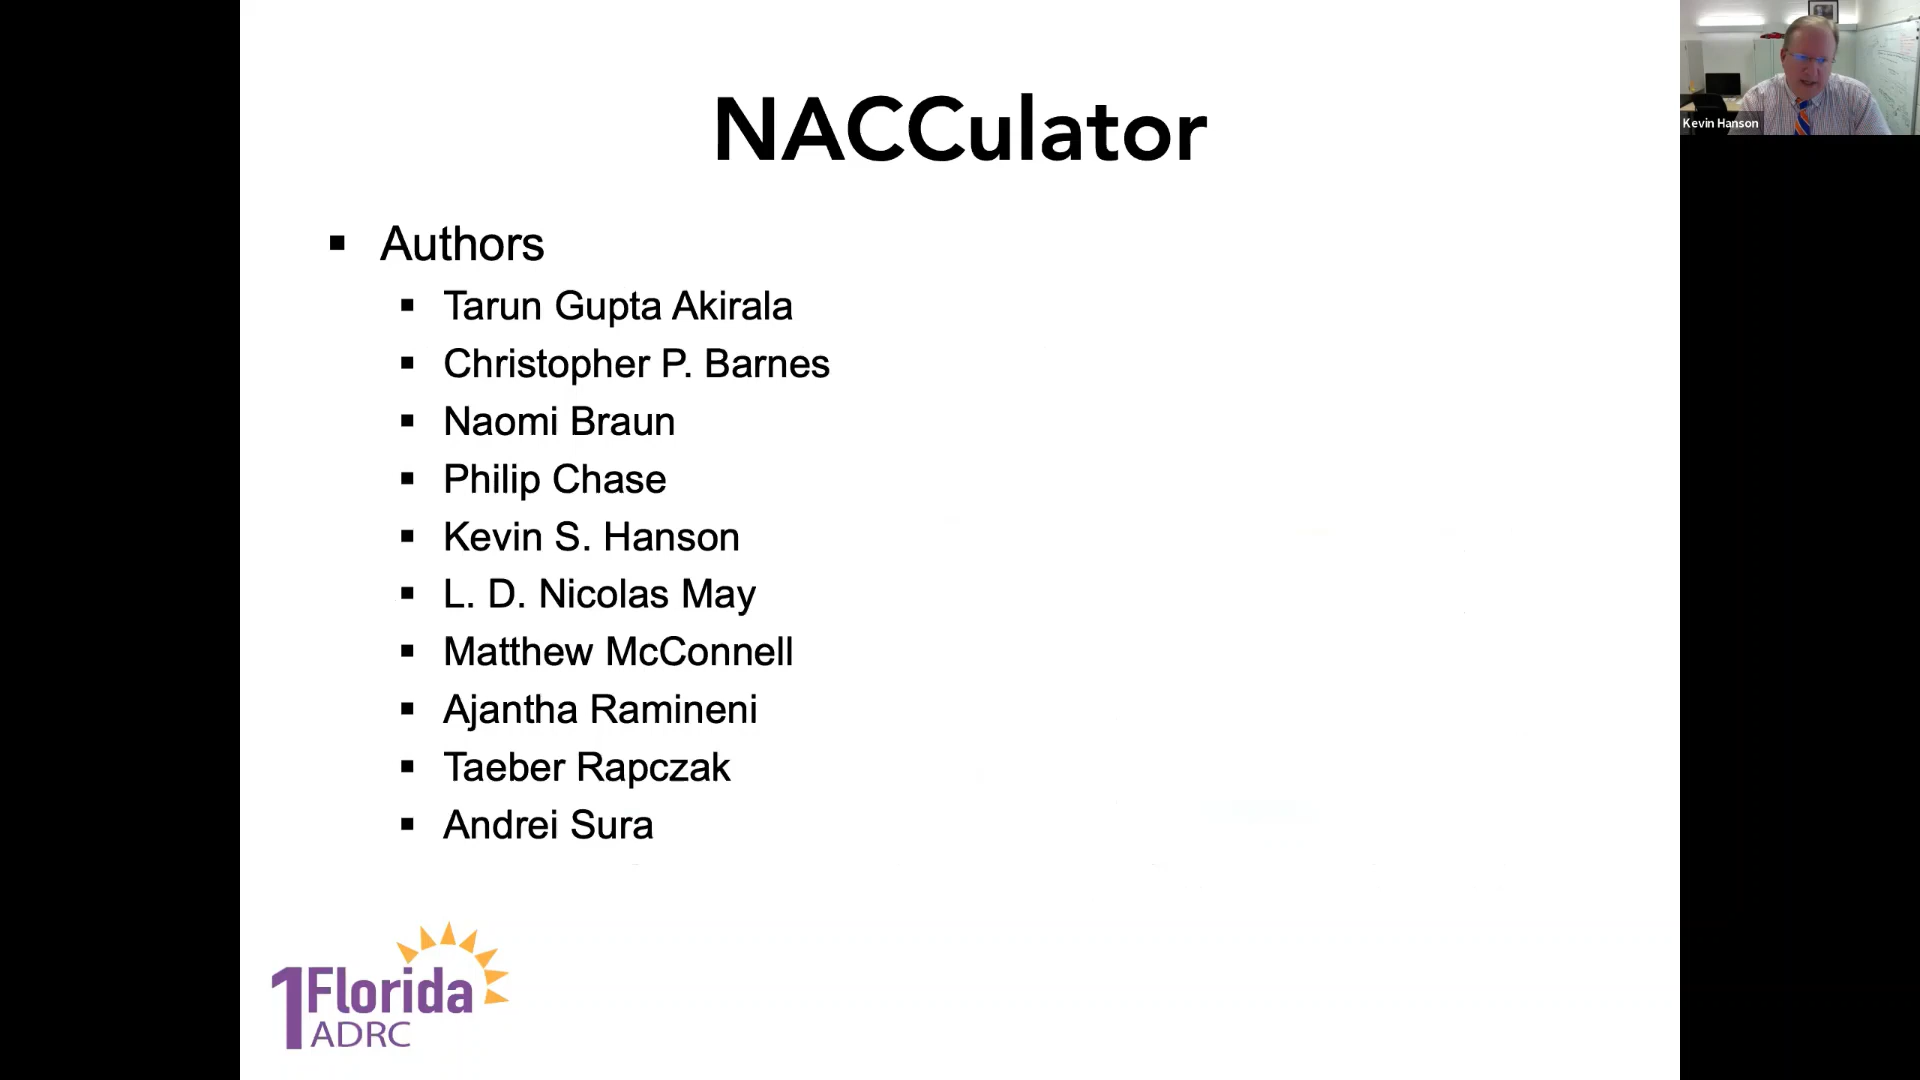 NACCulator
Kevin Hanson
Authors
Tarun Gupta Akirala
Christopher P. Barnes
Naomi Braun
Philip Chase
Kevin S. Hanson
L. D. Nicolas May
Matthew McConnell
Ajantha Ramineni
Taeber Rapczak
Andrei Sura
1Florida
ADRC